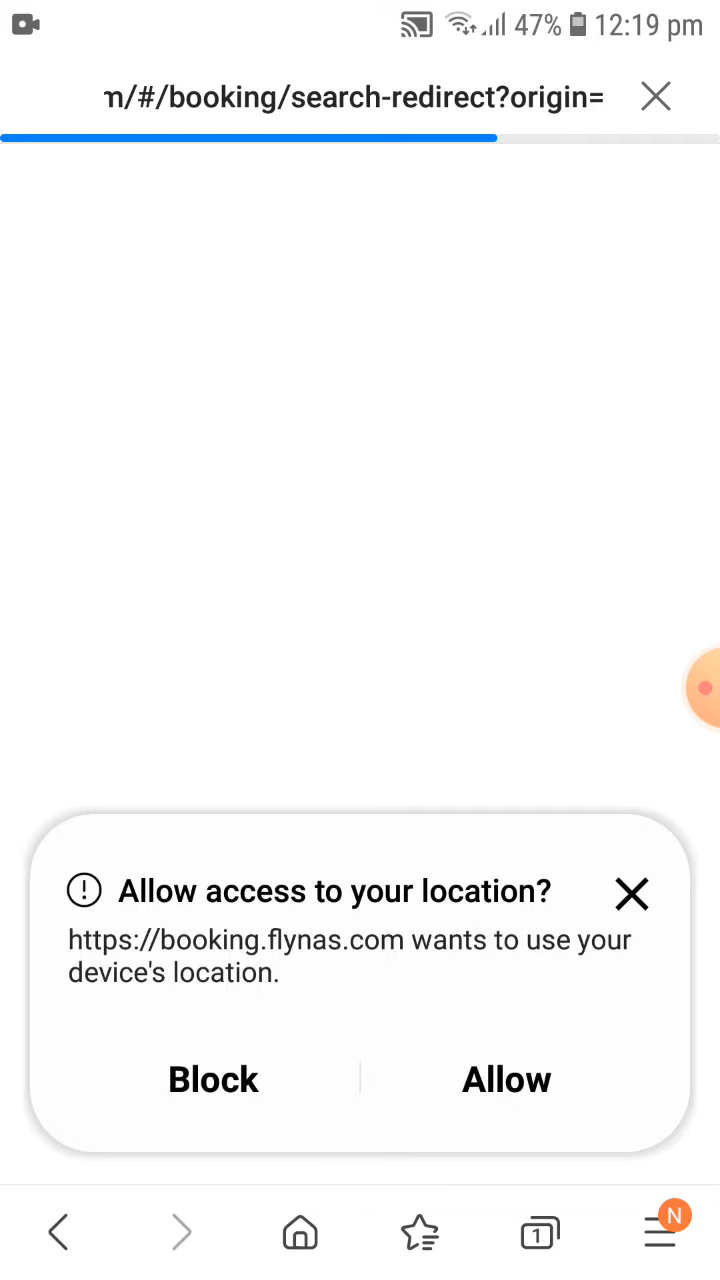 47% 12:19 pm
m/#/booking/search-redirect?origin=
Allow access to your location?
https://booking.flynas.com wants to use your
device's location.
Block Allow
1 N